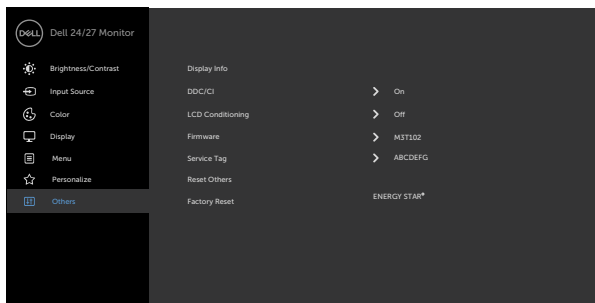 DELL Dell 24/27 Monitor
Brightness/Contrast Display Info
Input Source DDC/CI On
Color LCD Conditioning Off
Display Firmware M3T102
Menu Service Tag ABCDEFG
Personalize Reset Others
Others Factory Reset ENERGY STAR®